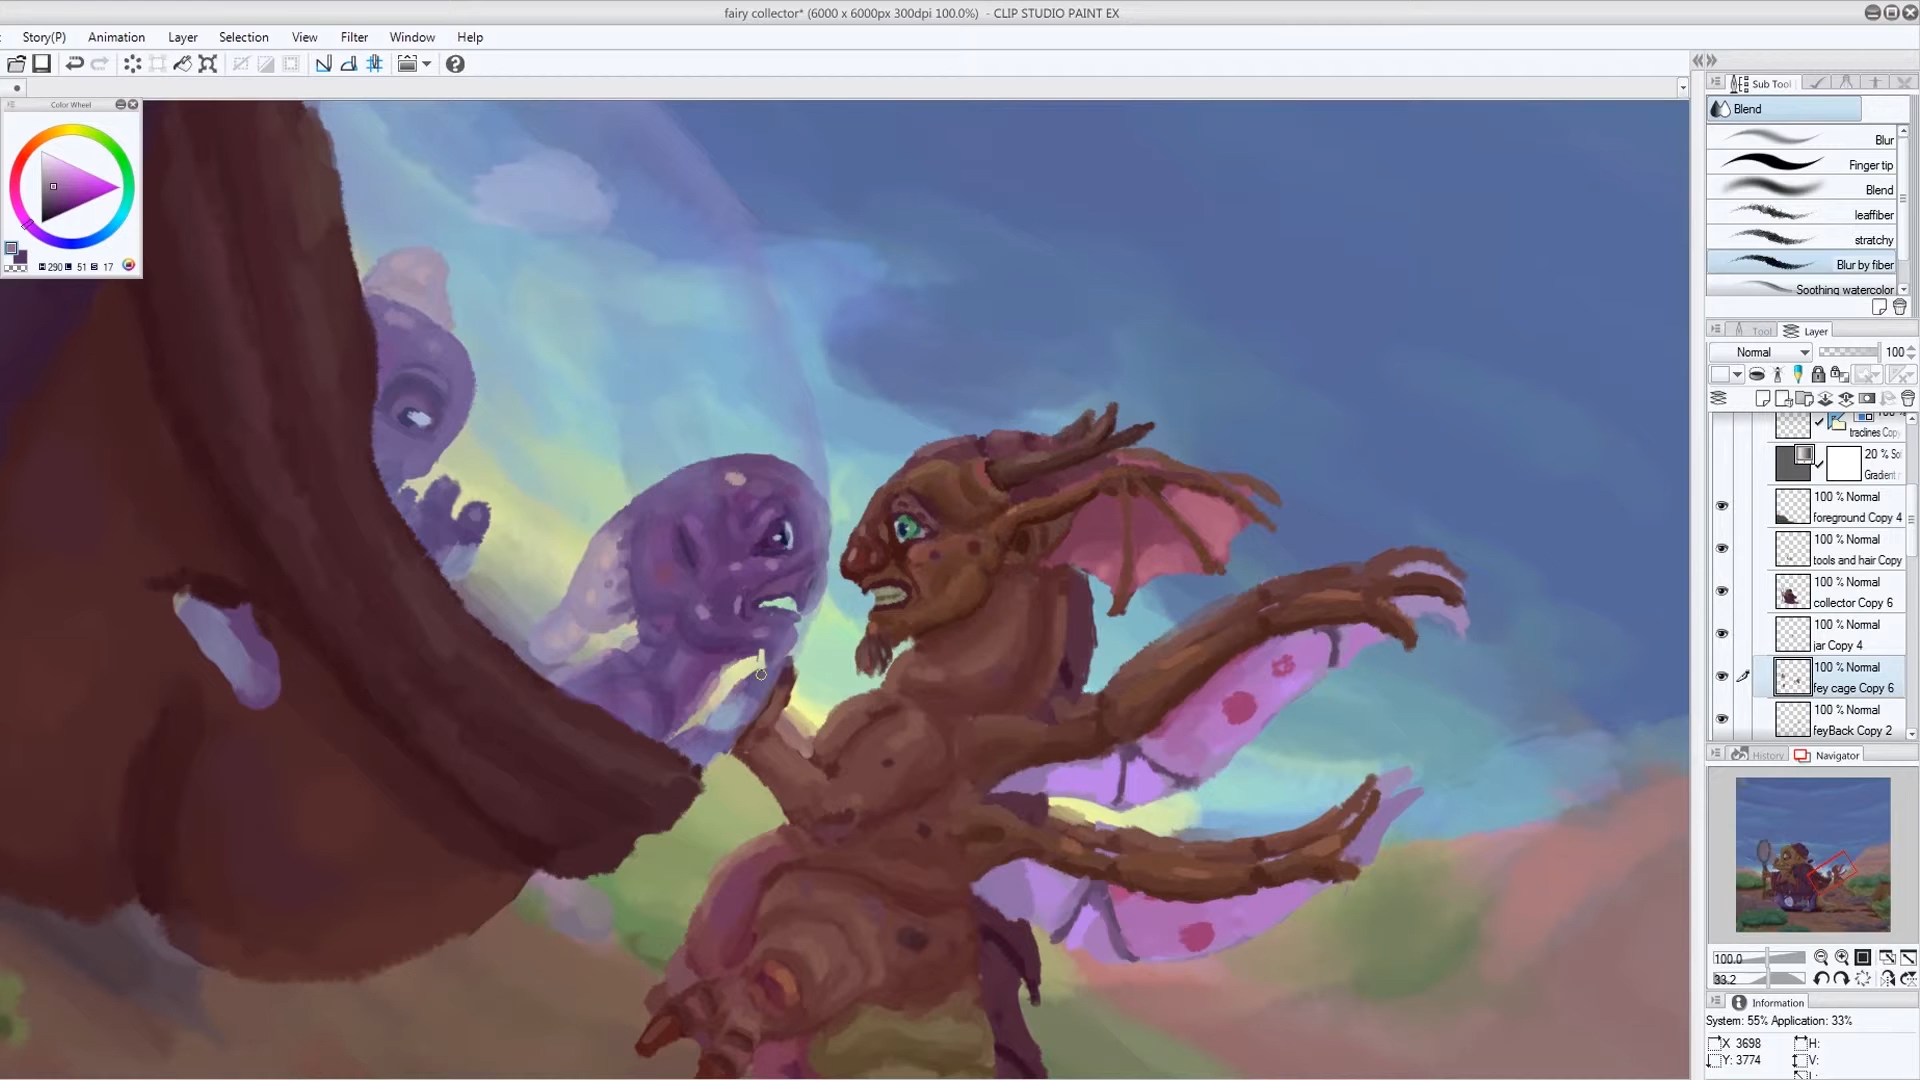 fairy collector* (6000 x 6000px 300dpi 100.0%) - CLIP STUDIO PAINT EX
Story(P) Animation Layer Selection View Filter Window Help
Color Wheel
290 51 17
Sub Tool
Blend
Blur
Finger tip
Blend
leaffiber
stratchy
Blur by fiber
Soothing watercolor
Tool Layer
Normal 100
20 %
Gradient
100 % Normal
foreground Copy 4
100 % Normal
tools and hair Copy
100 % Normal
collector Copy 6
100 % Normal
jar Copy 4
100 % Normal
fey cage Copy 6
100 % Normal
feyBack Copy 2
History Navigator
100.0
33.2
Information
System: 55% Application: 33%
X 3698 H:
Y: 3774 V: